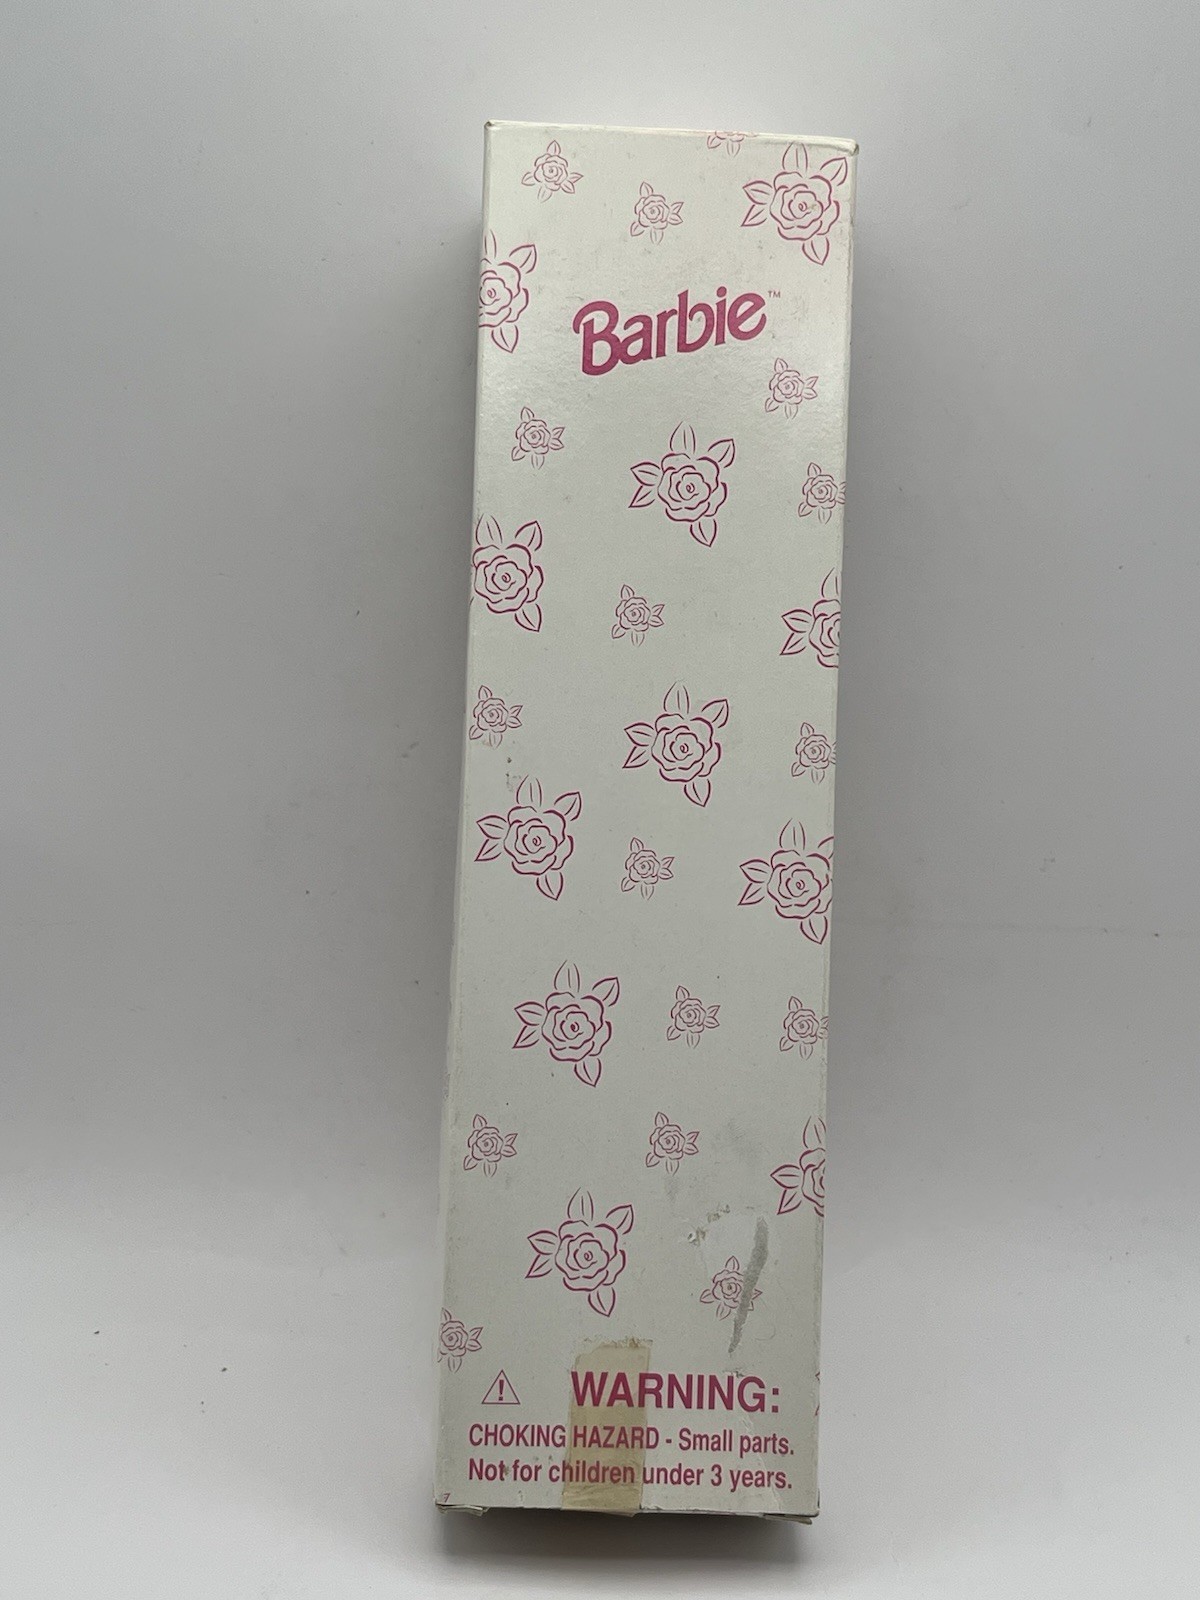 Barbie™
WARNING:
CHOKING HAZARD - Small parts.
Not for children under 3 years.